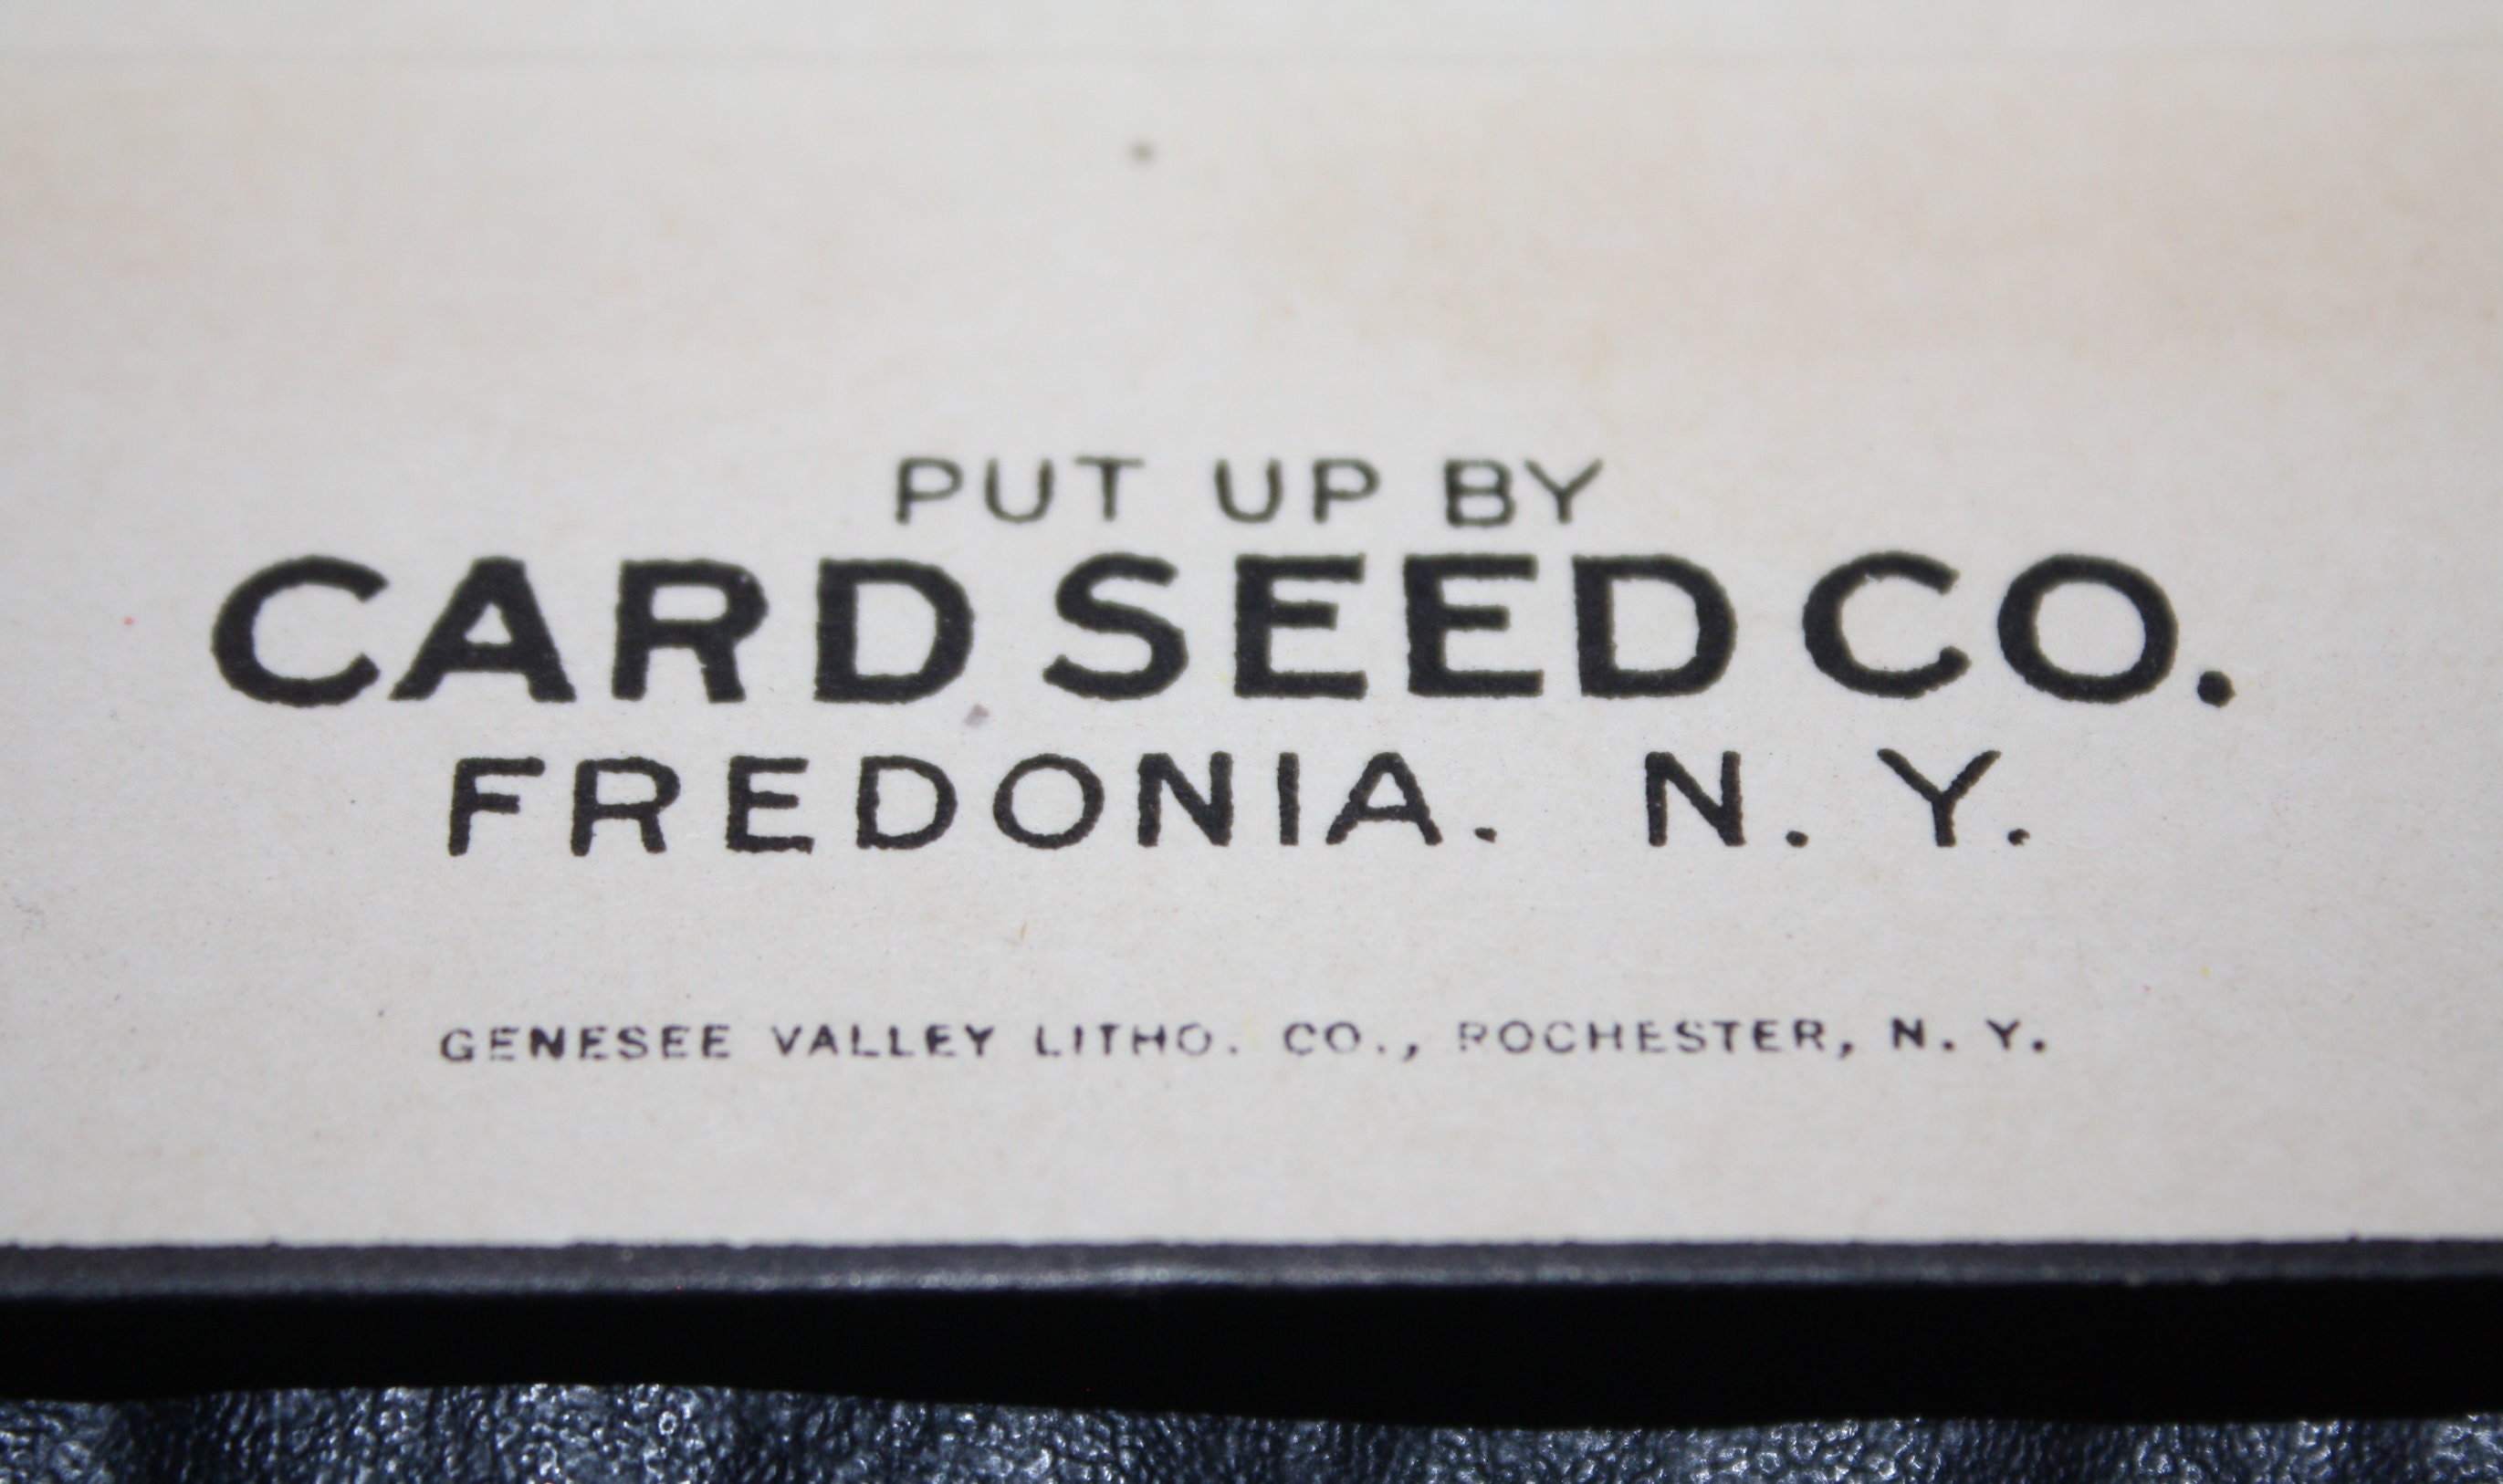 PUT UP BY
CARD SEED CO.
FREDONIA. N. Y.
GENESEE VALLEY LITHO. CO., ROCHESTER, N. Y.